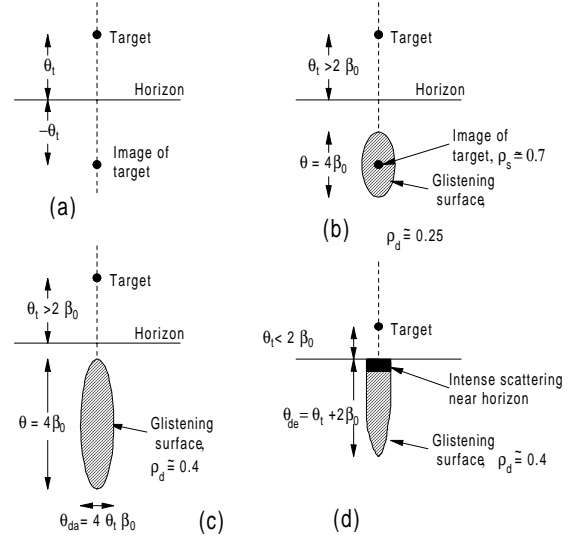 Target
θt
Horizon
−θt
Image of
target
(a)
Target
θt >2 β0
Horizon
θ = 4β0
Image of
target, ρs ≅ 0.7
Glistening
surface,
(b)
ρd ≅ 0.25
Target
θt >2 β0
Horizon
θ = 4β0
Glistening
surface,
ρd ≅ 0.4
θda = 4 θt β0
(c)
Target
θt < 2 β0
Intense scattering
near horizon
θde = θt +2β0
Glistening
surface, ρd ≅ 0.4
(d)